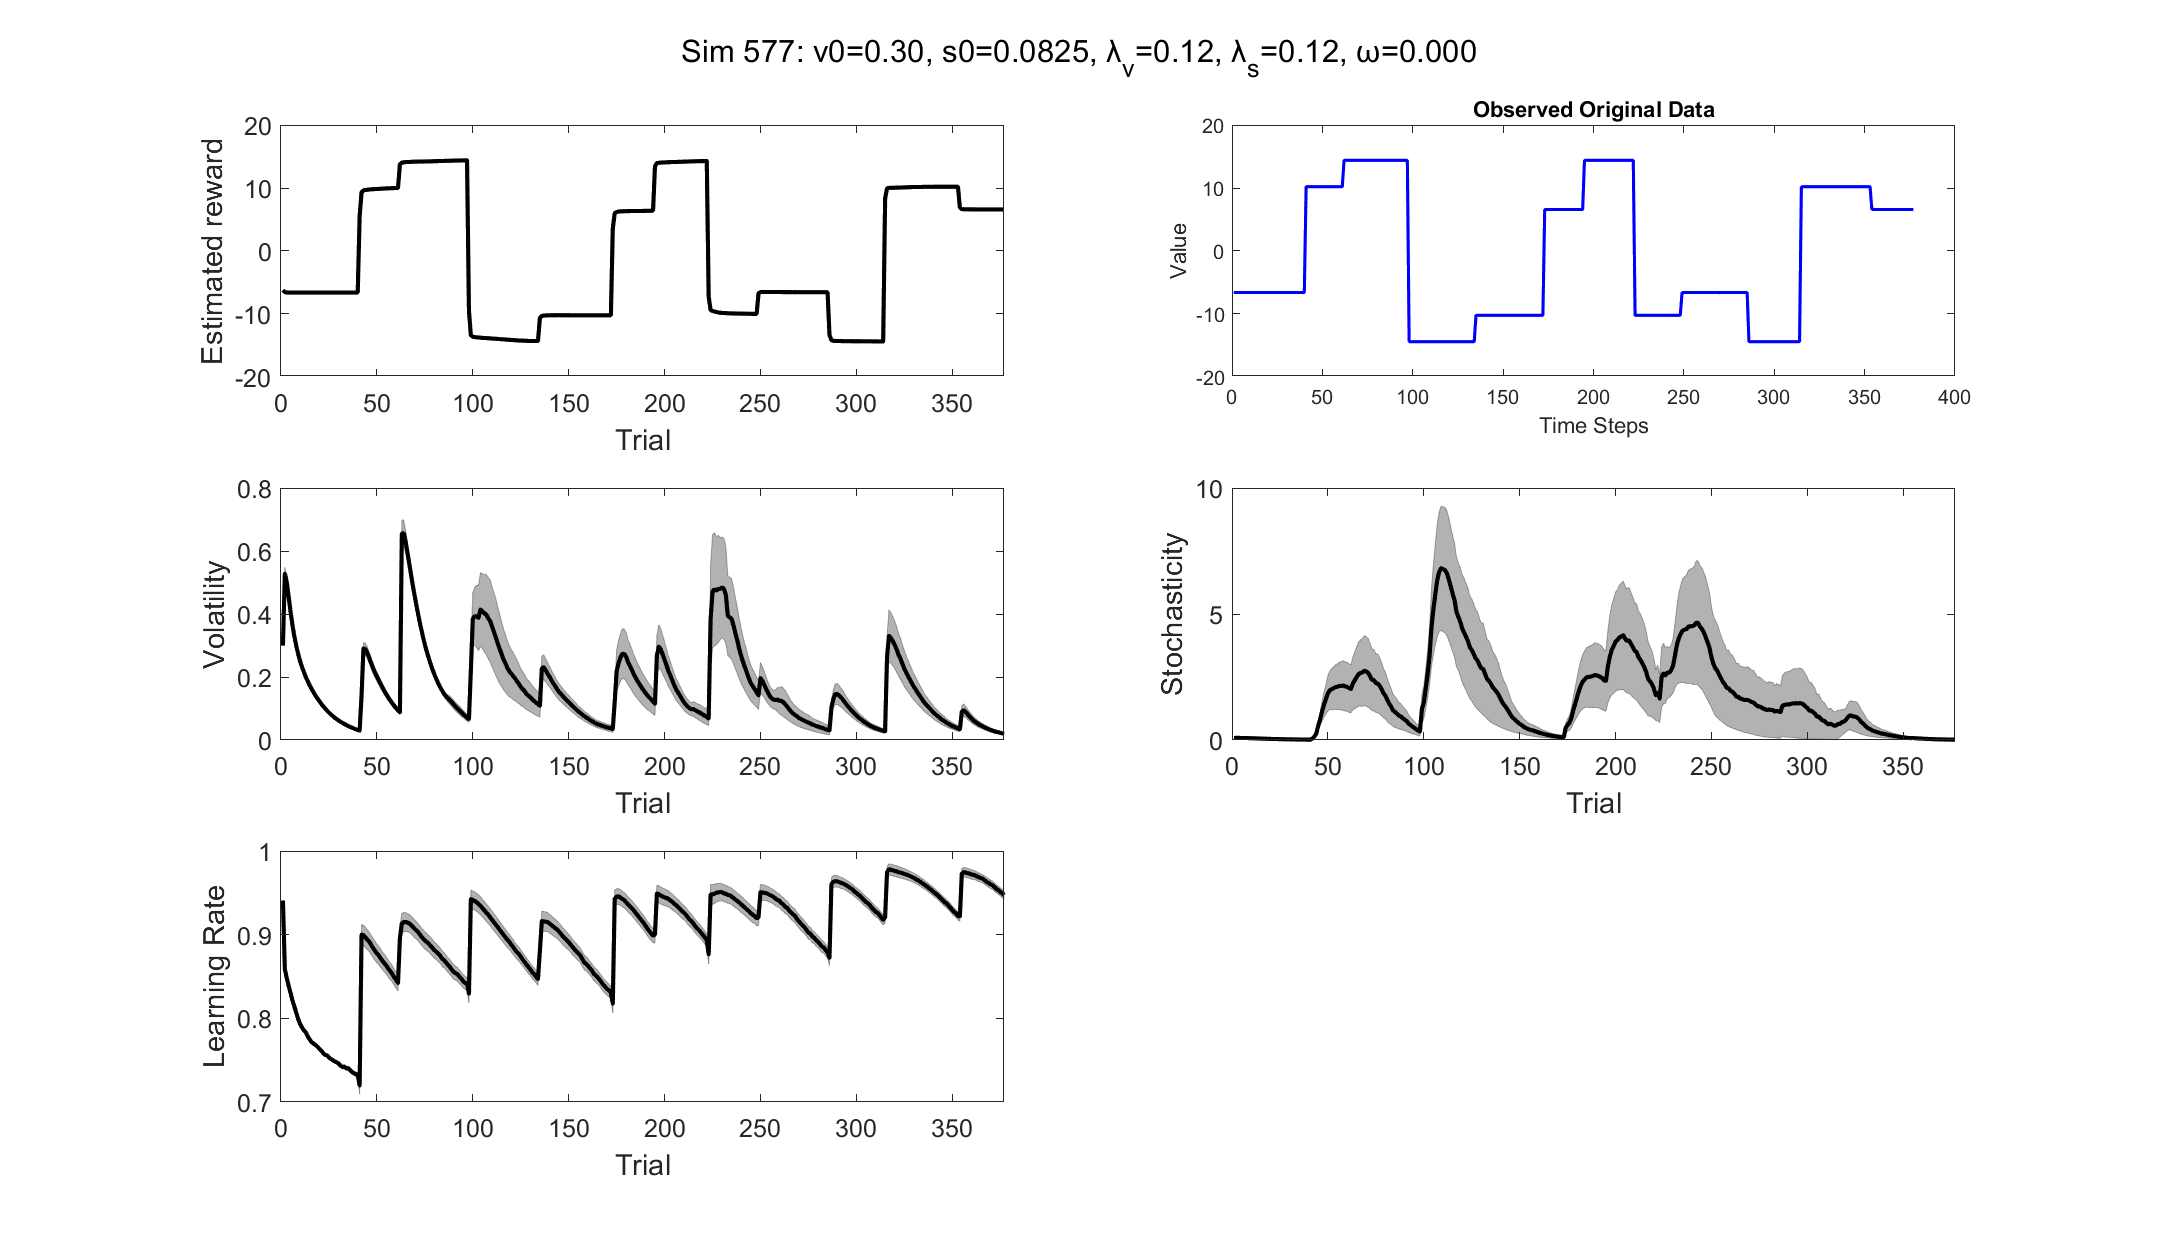 Sim 577: v0=0.30, s0=0.0825, λ_v=0.12, λ_s=0.12, ω=0.000
Estimated reward
20
10
0
-10
-20
0 50 100 150 200 250 300 350
Trial
Observed Original Data
Value
20
10
0
-10
-20
0 50 100 150 200 250 300 350 400
Time Steps
Volatility
0.8
0.6
0.4
0.2
0
0 50 100 150 200 250 300 350
Trial
Stochasticity
10
5
0
0 50 100 150 200 250 300 350
Trial
Learning Rate
1
0.9
0.8
0.7
0 50 100 150 200 250 300 350
Trial